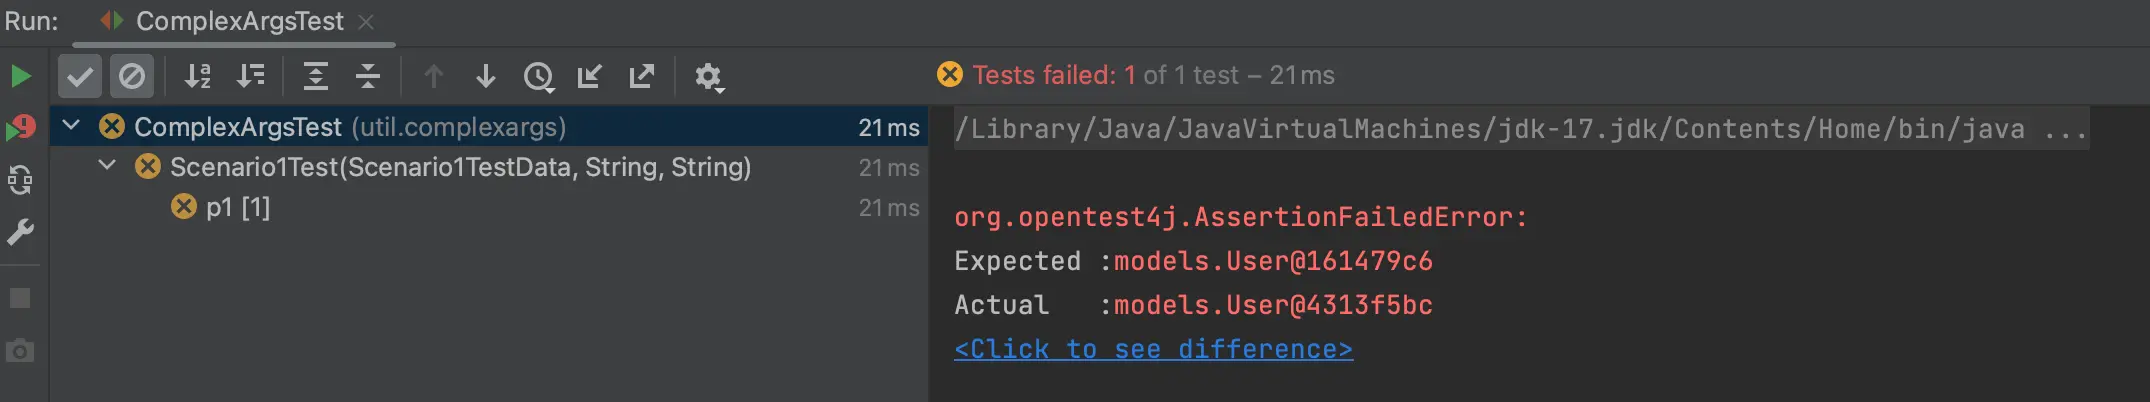 Run: ComplexArgsTest
Tests failed: 1 of 1 test – 21 ms
ComplexArgsTest (util.complexargs) 21 ms
Scenario1Test(Scenario1TestData, String, String) 21 ms
p1 [1] 21 ms
/Library/Java/JavaVirtualMachines/jdk-17.jdk/Contents/Home/bin/java ...
org.opentest4j.AssertionFailedError:
Expected :models.User@161479c6
Actual   :models.User@4313f5bc
<Click to see difference>